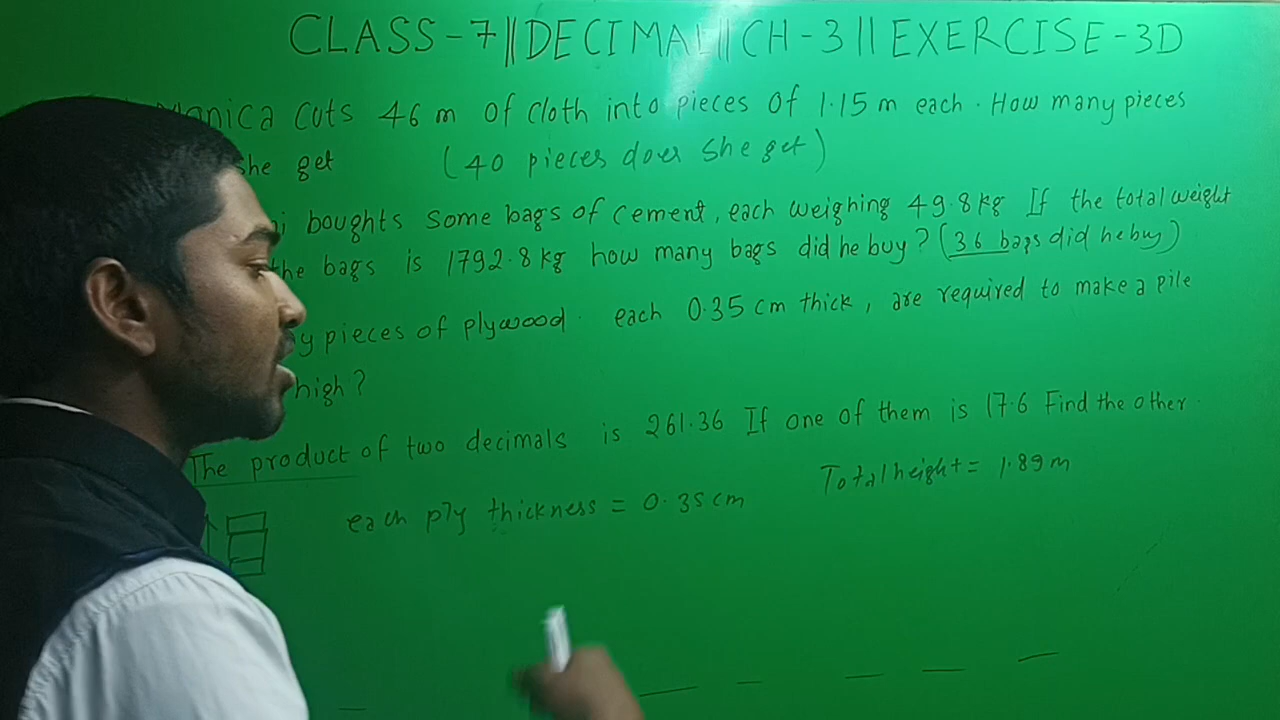 CLASS-7||DECIMAL||CH-3||EXERCISE-3D
cuts 46 m of cloth into pieces of 1.15 m each. How many pieces
she get (40 pieces does she get)
boughts some bags of cement, each weighing 49.8 kg If the total weight
the bags is 1792.8 kg how many bags did he buy? (36 bags did he buy)
pieces of plywood. each 0.35 cm thick, are required to make a pile
high?
The product of two decimals is 261.36 If one of them is 17.6 Find the other.
each ply thickness = 0.35 cm
Total height = 1.89 m